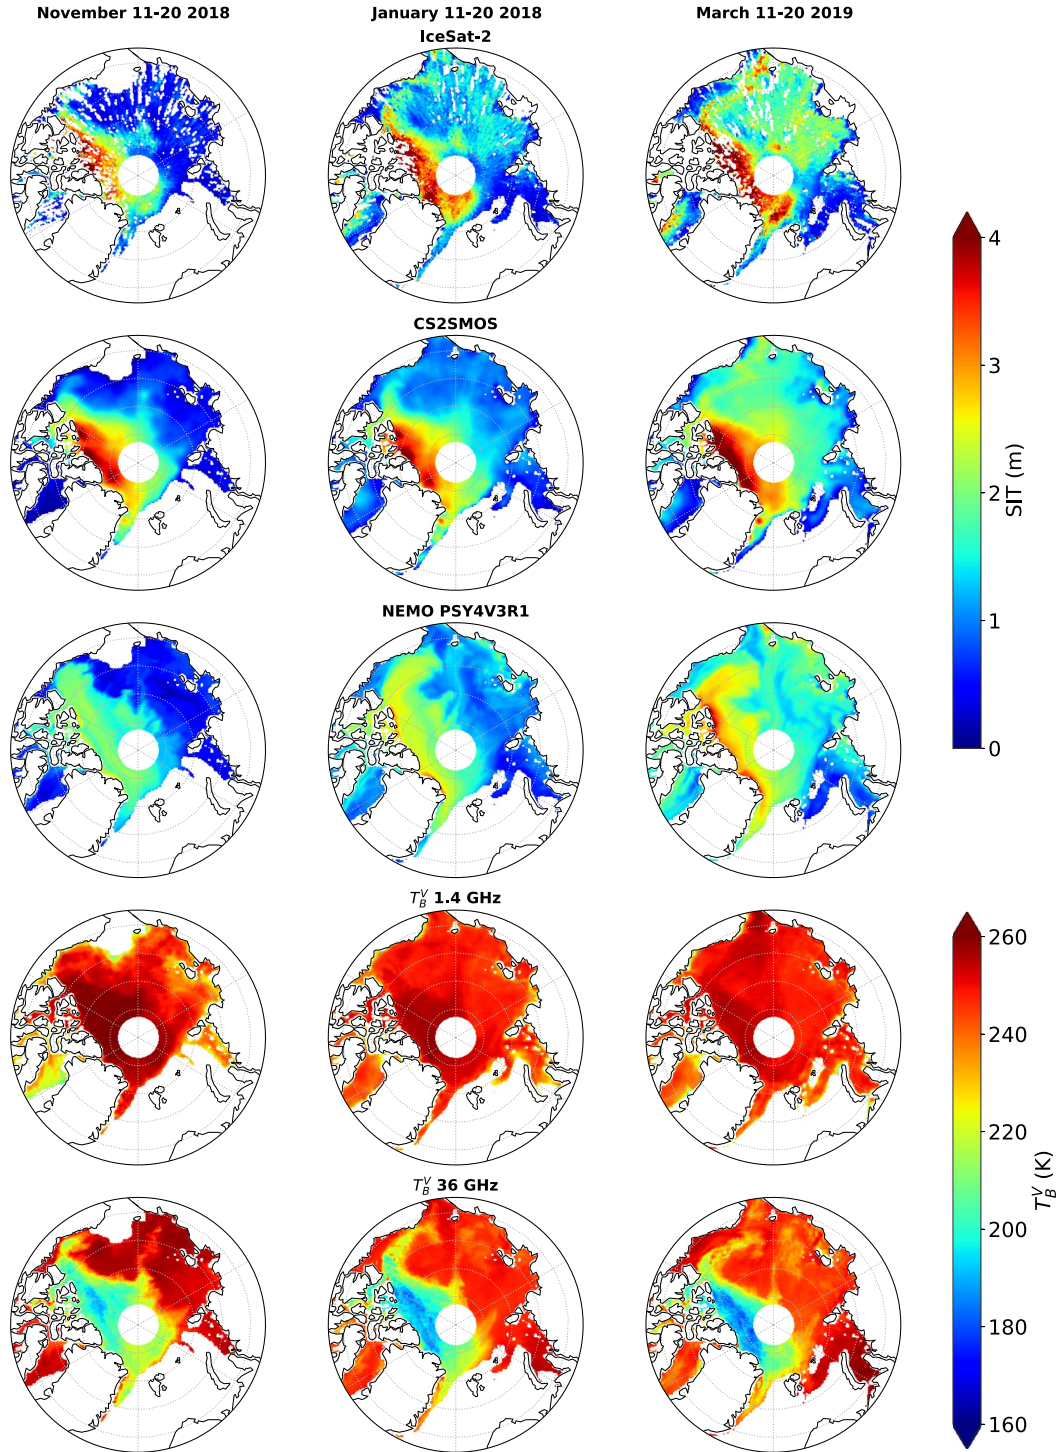 November 11-20 2018
January 11-20 2018
March 11-20 2019
IceSat-2
CS2SMOS
NEMO PSY4V3R1
4
3
2
1
0
SIT (m)
T_B^V 1.4 GHz
T_B^V 36 GHz
260
240
220
200
180
160
T_B^V (K)